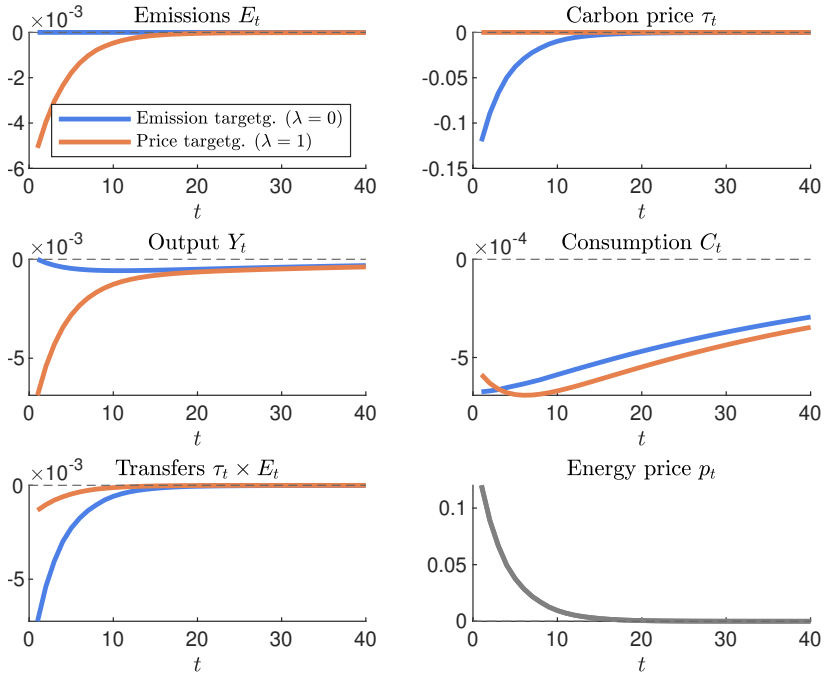 Emissions E_t
×10^-3
0
-2
-4
-6
Emission targetg. (λ = 0)
Price targetg. (λ = 1)
0 10 20 30 40
t
Carbon price τ_t
0
-0.05
-0.1
-0.15
0 10 20 30 40
t
Output Y_t
×10^-3
0
-5
0 10 20 30 40
t
Consumption C_t
×10^-4
0
-5
0 10 20 30 40
t
Transfers τ_t × E_t
×10^-3
0
-5
0 10 20 30 40
t
Energy price p_t
0.1
0.05
0
0 10 20 30 40
t